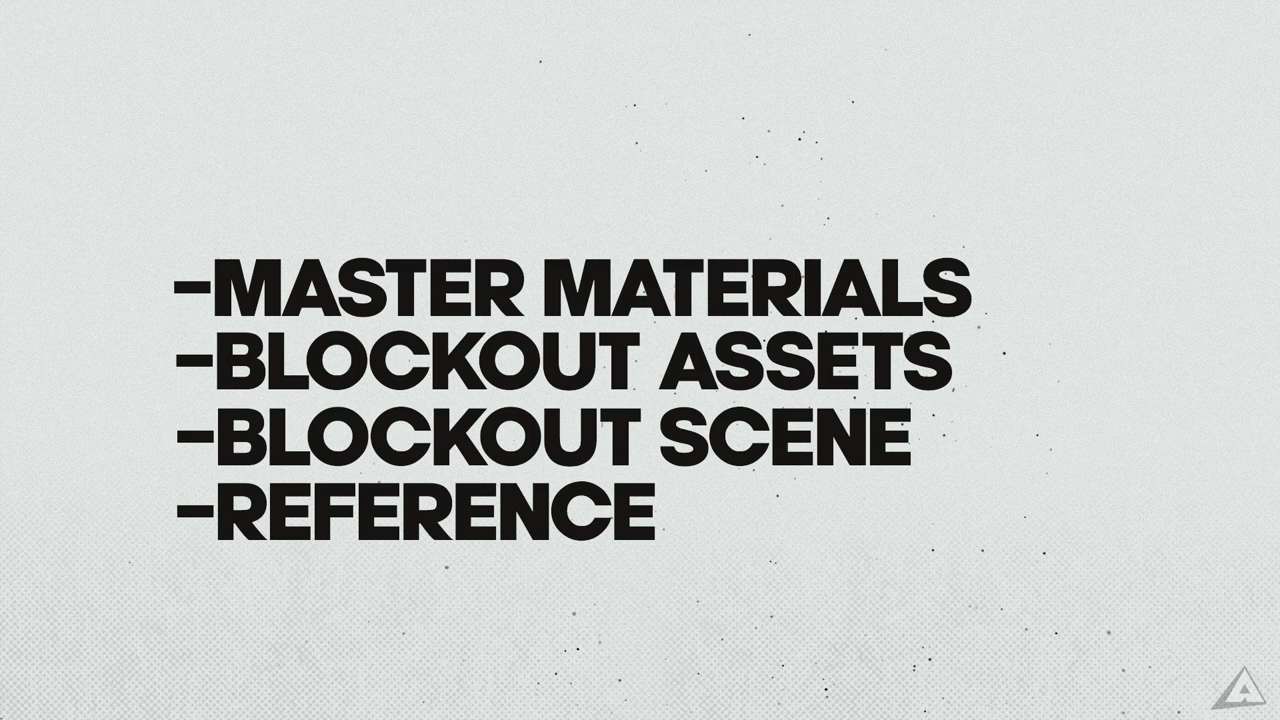 –MASTER MATERIALS
–BLOCKOUT ASSETS
–BLOCKOUT SCENE
–REFERENCE